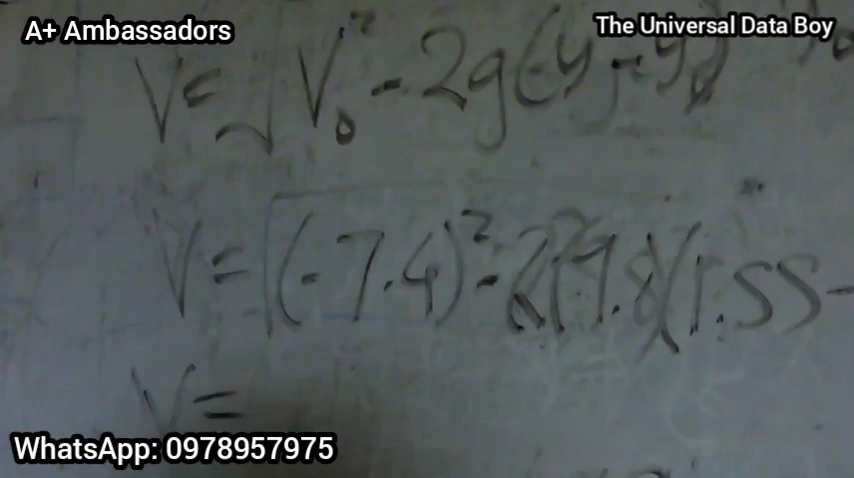 A+ Ambassadors
The Universal Data Boy
V=√V₀²-2g(y-y₀)
V=√(-7.4)²-2(9.8)(1.55-
V=
WhatsApp: 0978957975